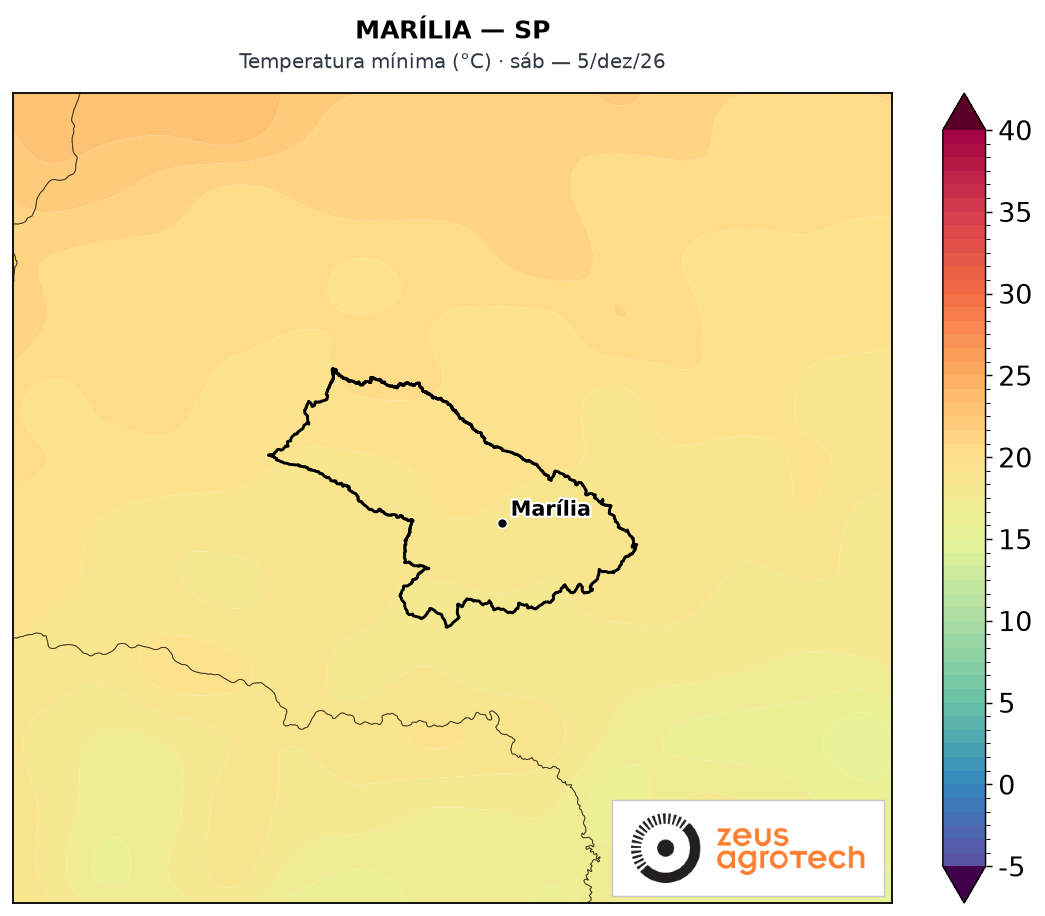 MARÍLIA — SP
Temperatura mínima (°C) · sáb — 5/dez/26
40
35
30
25
20
15
10
5
0
-5
Marília
zeus
agrotech